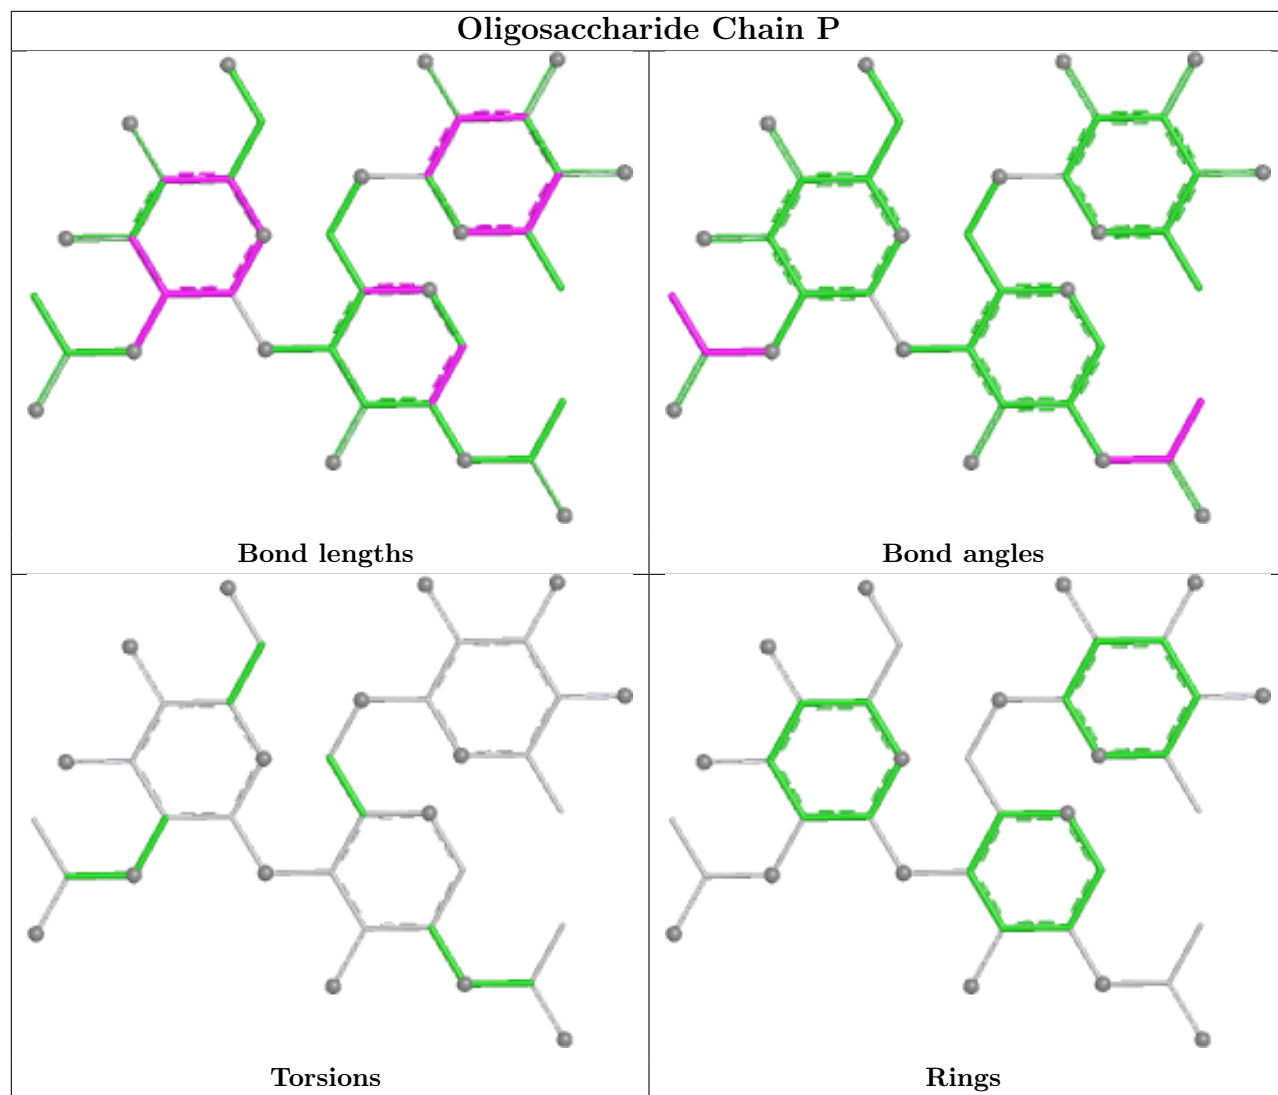 Oligosaccharide Chain P
Bond lengths
Bond angles
Torsions
Rings